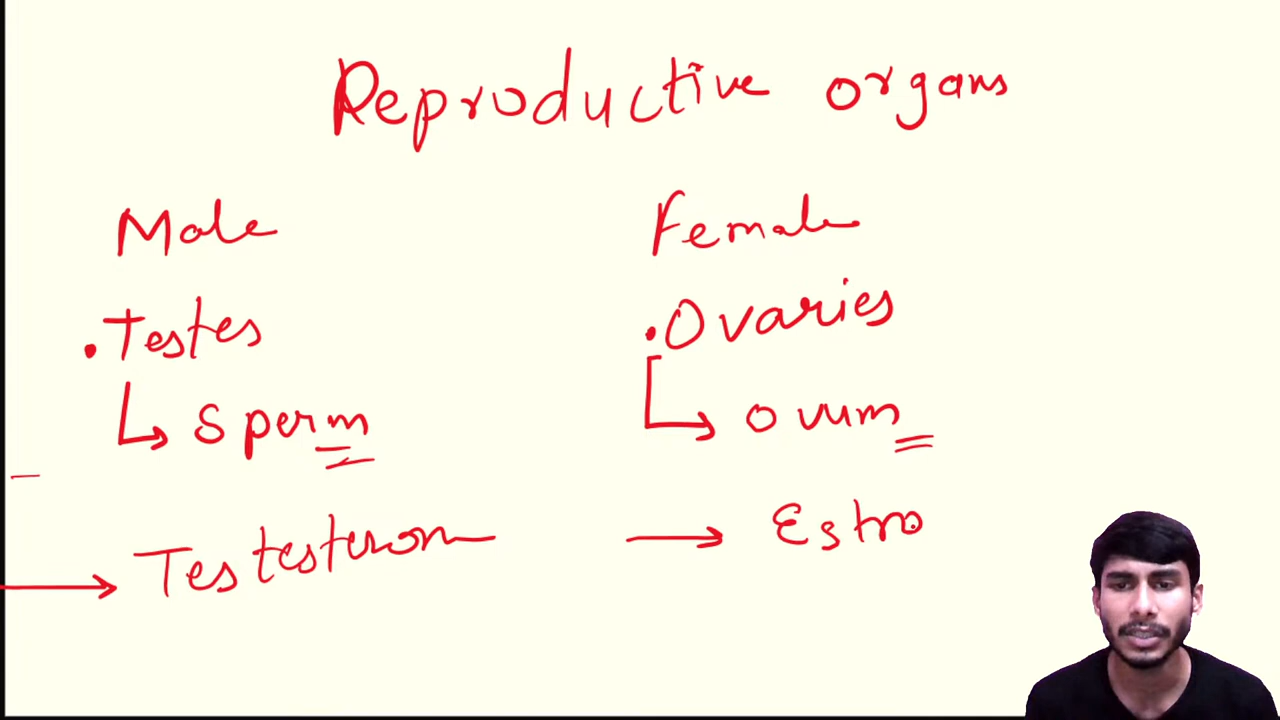 Reproductive organs
Male
Female
.Testes
.Ovaries
Sperm
ovum
Testesteron
Estro